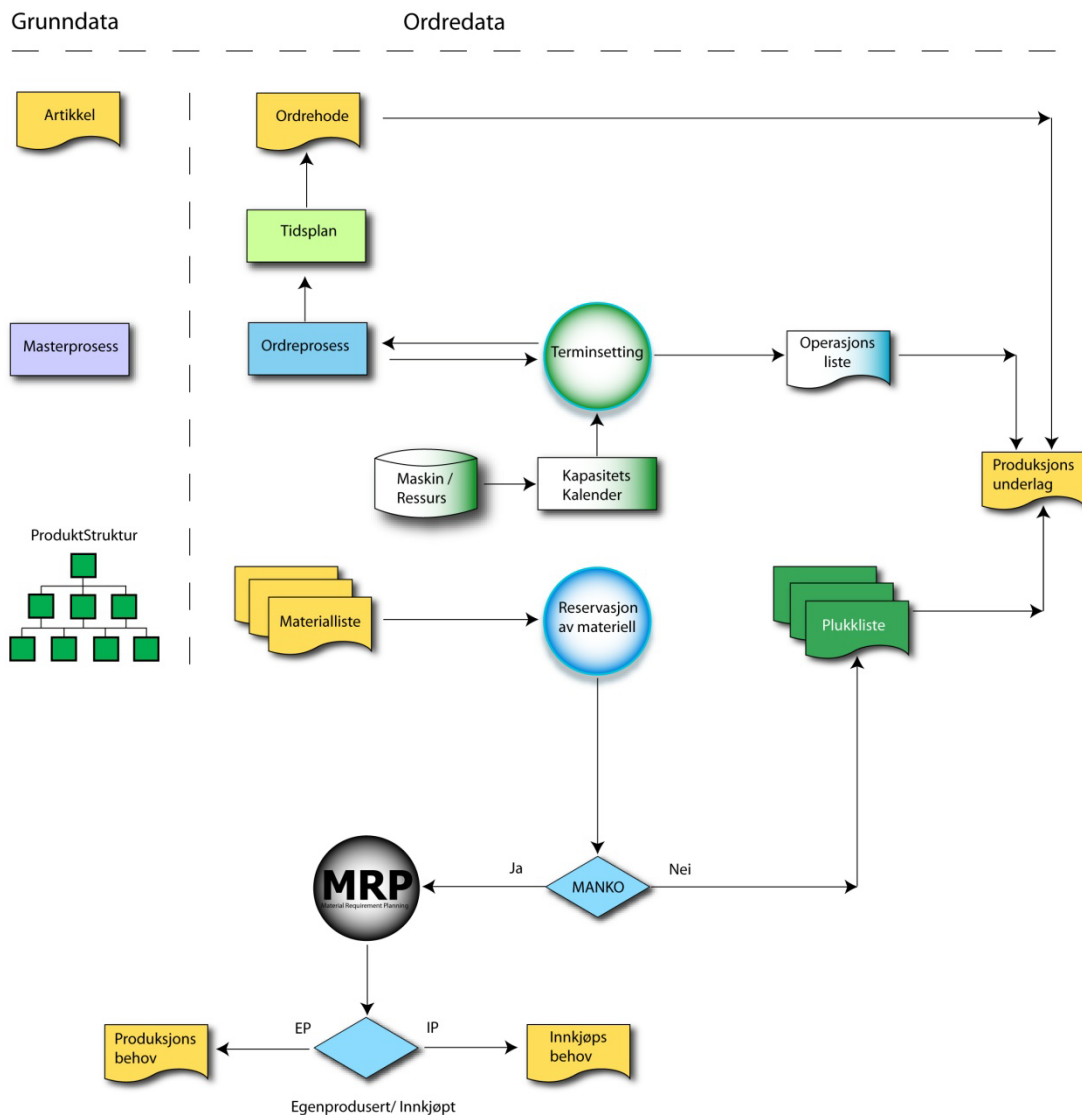 Grunndata
Ordredata
Artikkel
Ordrehode
Tidsplan
Masterprosess
Ordreprosess
Terminsetting
Operasjons
liste
Maskin /
Ressurs
Kapasitets
Kalender
Produksjons
underlag
ProduktStruktur
Materialliste
Reservasjon
av materiell
Plukkliste
Ja
MANKO
Nei
MRP
Material Requirement Planning
EP
IP
Produksjons
behov
Innkjøps
behov
Egenprodusert/ Innkjøpt